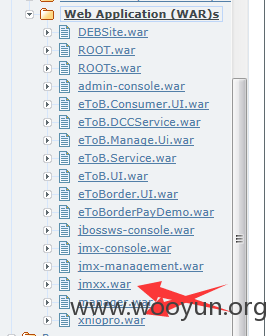 Web Application (WAR)s
DEBSite.war
ROOT.war
ROOTs.war
admin-console.war
eToB.Consumer.UI.war
eToB.DCCService.war
eToB.Manage.Ui.war
eToB.Service.war
eToB.UI.war
eToBorder.UI.war
eToBorderPayDemo.war
jbossws-console.war
jmx-console.war
jmx-management.war
jmxx.war
manager.war
www.wooyun.org
xniopro.war